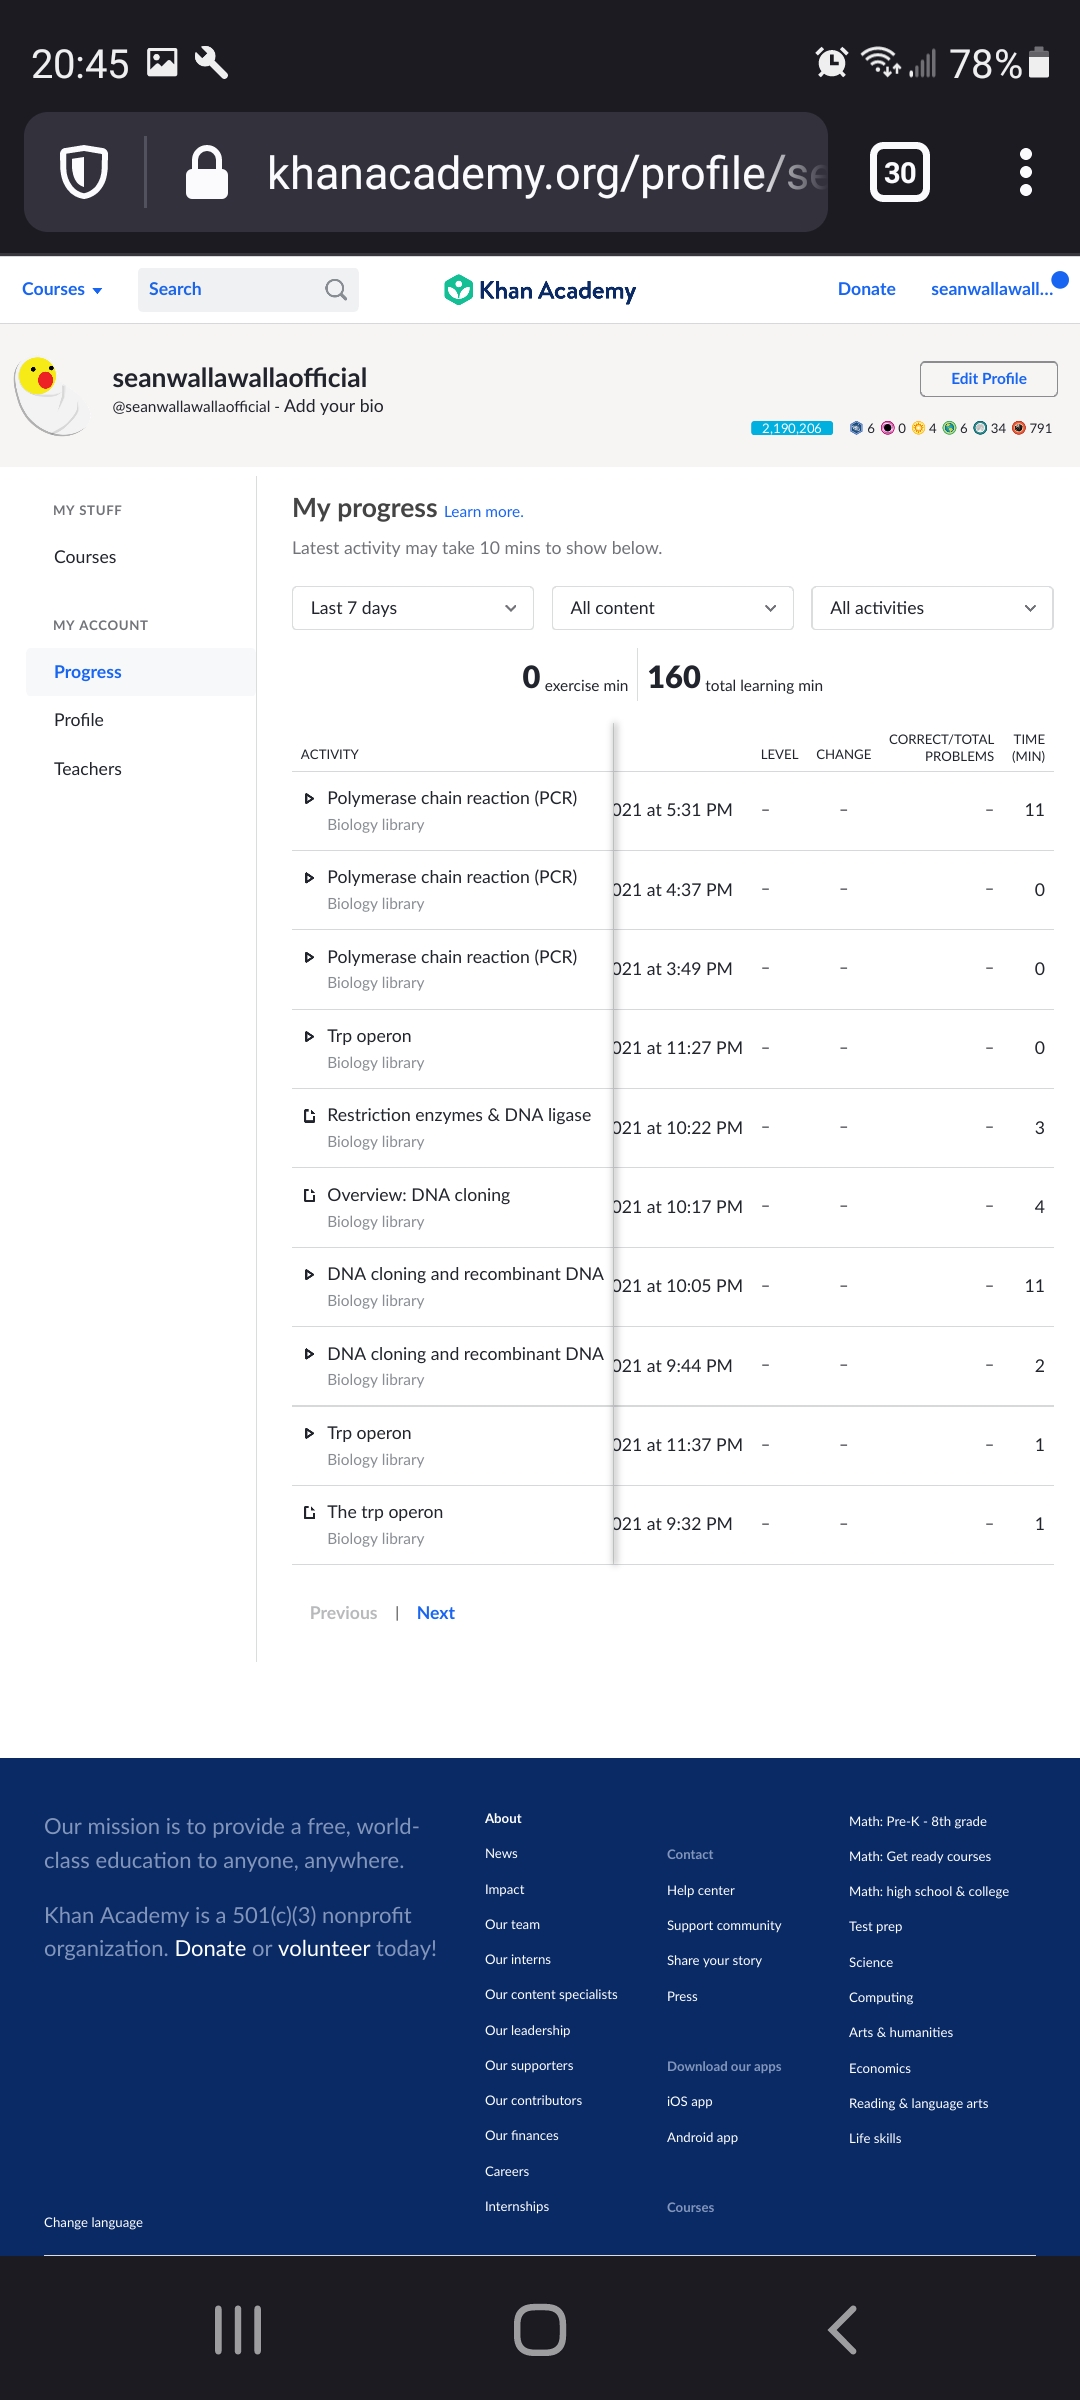 20:45
78%
khanacademy.org/profile/se
30
Courses
Search
Khan Academy
Donate
seanwallawall...
seanwallawallaofficial
@seanwallawallaofficial - Add your bio
Edit Profile
2,190,206 6 0 4 6 34 791
MY STUFF
Courses
MY ACCOUNT
Progress
Profile
Teachers
My progress Learn more.
Latest activity may take 10 mins to show below.
Last 7 days
All content
All activities
0 exercise min
160 total learning min
ACTIVITY LEVEL CHANGE CORRECT/TOTAL PROBLEMS TIME (MIN)
Polymerase chain reaction (PCR) 021 at 5:31 PM – – – 11
Biology library
Polymerase chain reaction (PCR) 021 at 4:37 PM – – – 0
Biology library
Polymerase chain reaction (PCR) 021 at 3:49 PM – – – 0
Biology library
Trp operon 021 at 11:27 PM – – – 0
Biology library
Restriction enzymes & DNA ligase 021 at 10:22 PM – – – 3
Biology library
Overview: DNA cloning 021 at 10:17 PM – – – 4
Biology library
DNA cloning and recombinant DNA 021 at 10:05 PM – – – 11
Biology library
DNA cloning and recombinant DNA 021 at 9:44 PM – – – 2
Biology library
Trp operon 021 at 11:37 PM – – – 1
Biology library
The trp operon 021 at 9:32 PM – – – 1
Biology library
Previous | Next
Our mission is to provide a free, world-
class education to anyone, anywhere.
Khan Academy is a 501(c)(3) nonprofit
organization. Donate or volunteer today!
About
News
Impact
Our team
Our interns
Our content specialists
Our leadership
Our supporters
Our contributors
Our finances
Careers
Internships
Contact
Help center
Support community
Share your story
Press
Download our apps
iOS app
Android app
Courses
Math: Pre-K - 8th grade
Math: Get ready courses
Math: high school & college
Test prep
Science
Computing
Arts & humanities
Economics
Reading & language arts
Life skills
Change language